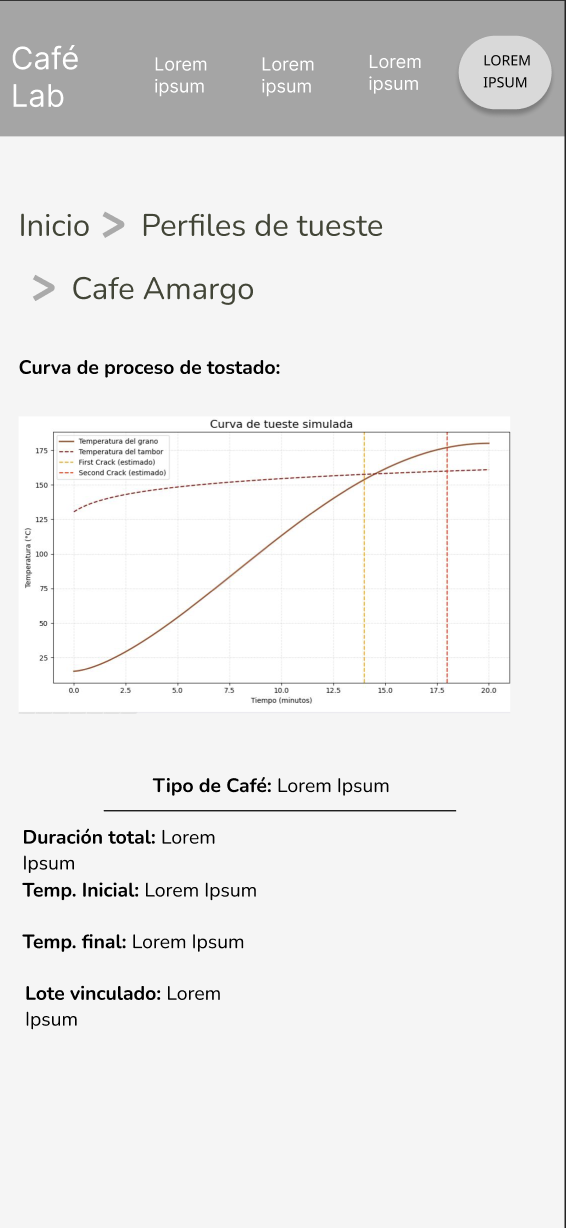 Café
Lab
Lorem
ipsum
Lorem
ipsum
Lorem
ipsum
LOREM
IPSUM
Inicio > Perfiles de tueste
> Cafe Amargo
Curva de proceso de tostado:
Curva de tueste simulada
Temperatura del grano
Temperatura del tambor
First Crack (estimado)
Second Crack (estimado)
Temperatura (°C)
175
150
125
100
75
50
25
0.0 2.5 5.0 7.5 10.0 12.5 15.0 17.5 20.0
Tiempo (minutos)
Tipo de Café: Lorem Ipsum
Duración total: Lorem
Ipsum
Temp. Inicial: Lorem Ipsum
Temp. final: Lorem Ipsum
Lote vinculado: Lorem
Ipsum